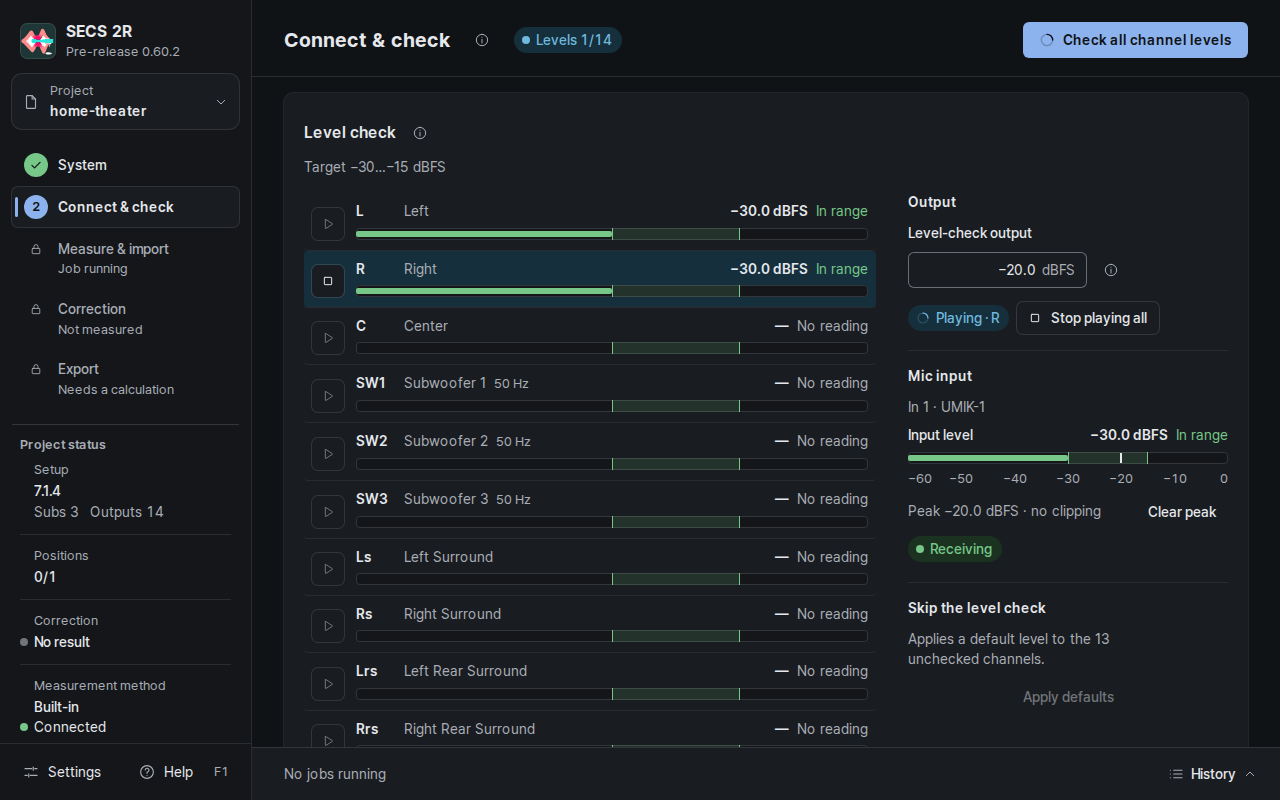 SECS 2R
Pre-release 0.60.2
Project
home-theater
System
2 Connect & check
Measure & import
Job running
Correction
Not measured
Export
Needs a calculation
Project status
Setup
7.1.4
Subs 3 Outputs 14
Positions
0/1
Correction
No result
Measurement method
Built-in
Connected
Settings Help F1
Connect & check Levels 1/14 Check all channel levels
Level check
Target −30…−15 dBFS
L Left −30.0 dBFS In range
R Right −30.0 dBFS In range
C Center — No reading
SW1 Subwoofer 1 50 Hz — No reading
SW2 Subwoofer 2 50 Hz — No reading
SW3 Subwoofer 3 50 Hz — No reading
Ls Left Surround — No reading
Rs Right Surround — No reading
Lrs Left Rear Surround — No reading
Rrs Right Rear Surround — No reading
Output
Level-check output
−20.0 dBFS
Playing · R Stop playing all
Mic input
In 1 · UMIK-1
Input level −30.0 dBFS In range
−60 −50 −40 −30 −20 −10 0
Peak −20.0 dBFS · no clipping Clear peak
Receiving
Skip the level check
Applies a default level to the 13
unchecked channels.
Apply defaults
No jobs running History